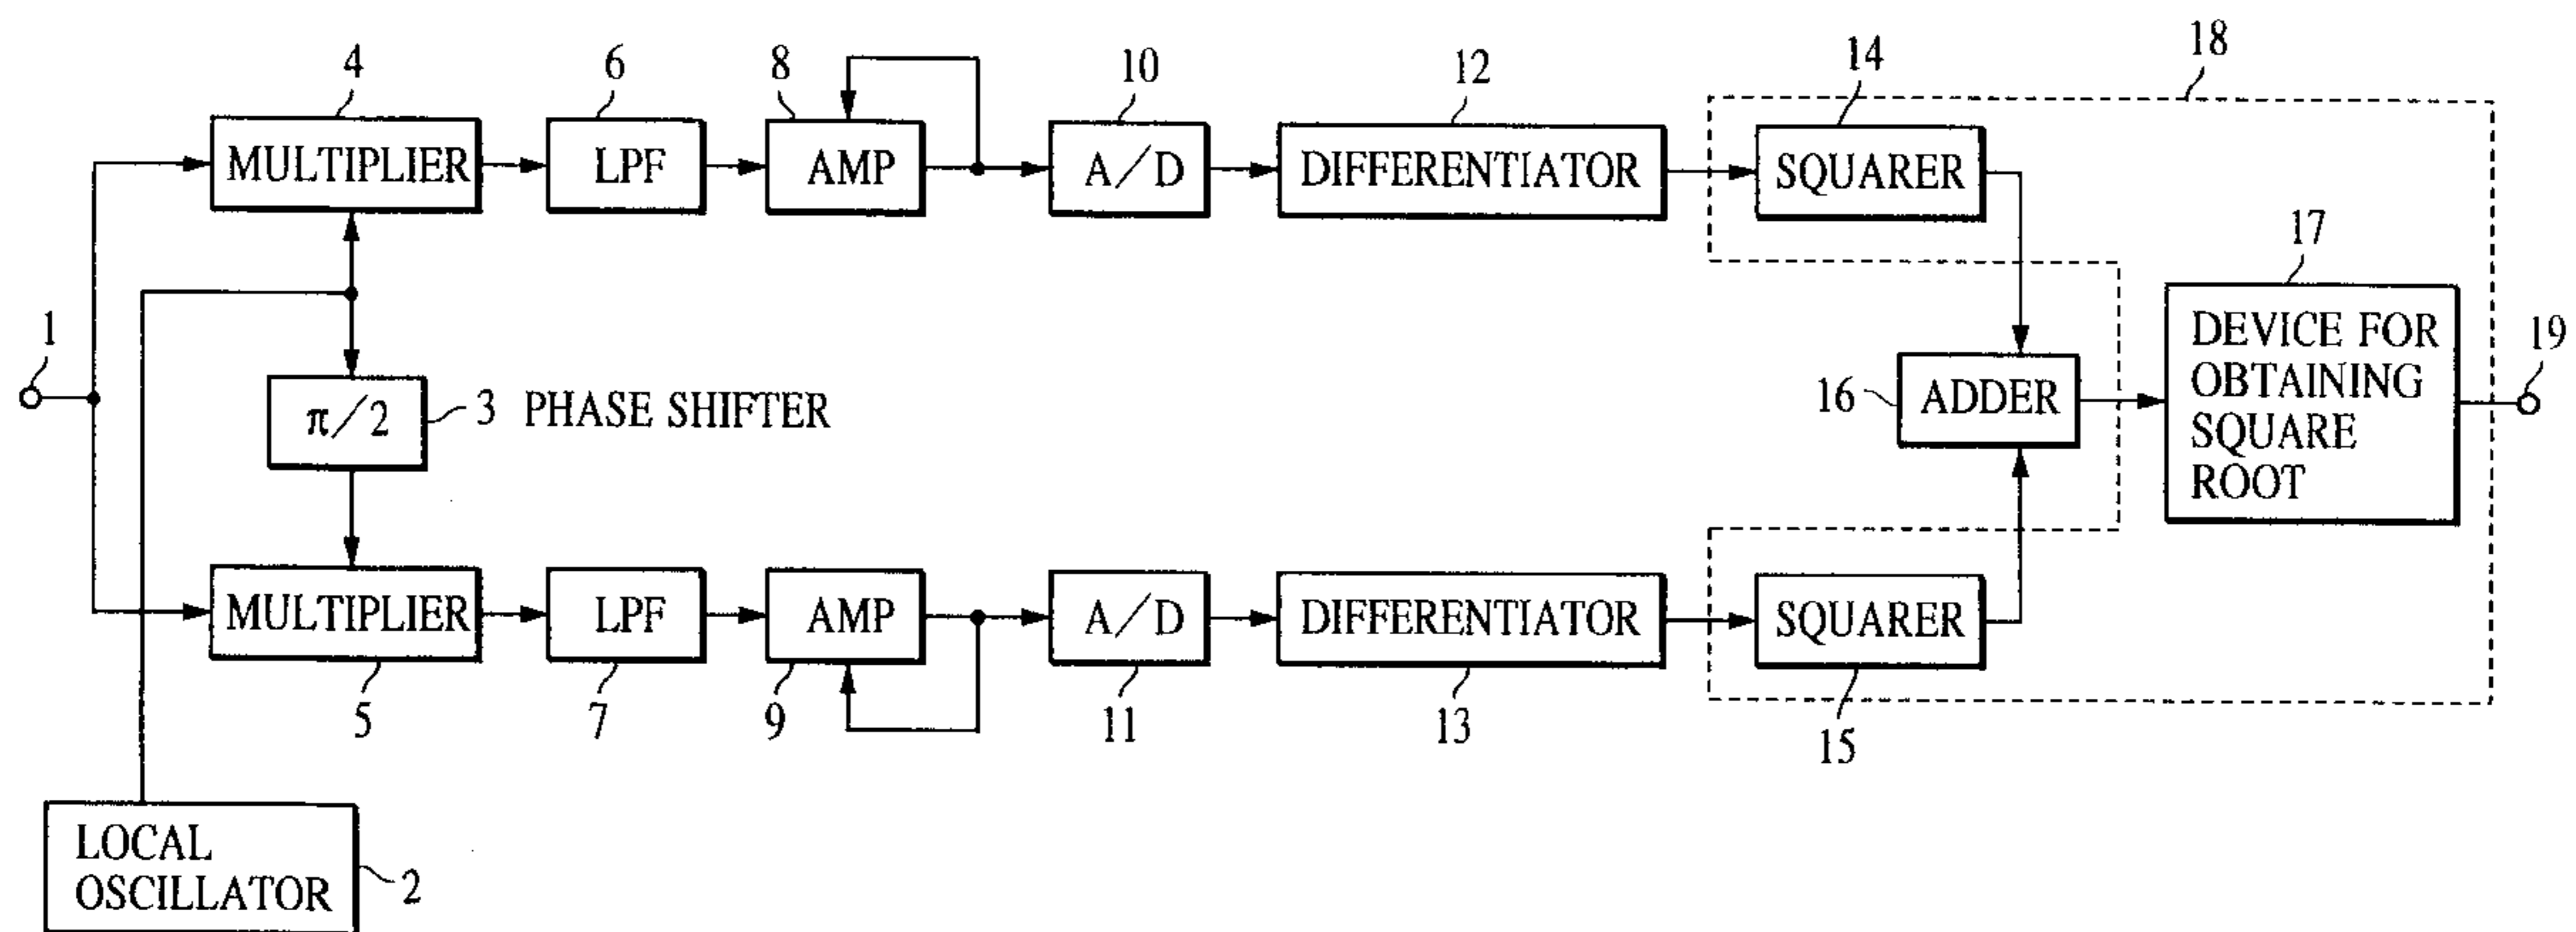 18
4
6
8
10
12
14
MULTIPLIER
LPF
AMP
A/D
DIFFERENTIATOR
SQUARER
17
1
DEVICE FOR
OBTAINING
SQUARE
ROOT
19
π/2
3 PHASE SHIFTER
16
ADDER
MULTIPLIER
LPF
AMP
A/D
DIFFERENTIATOR
SQUARER
5
7
9
11
13
15
LOCAL
OSCILLATOR
2